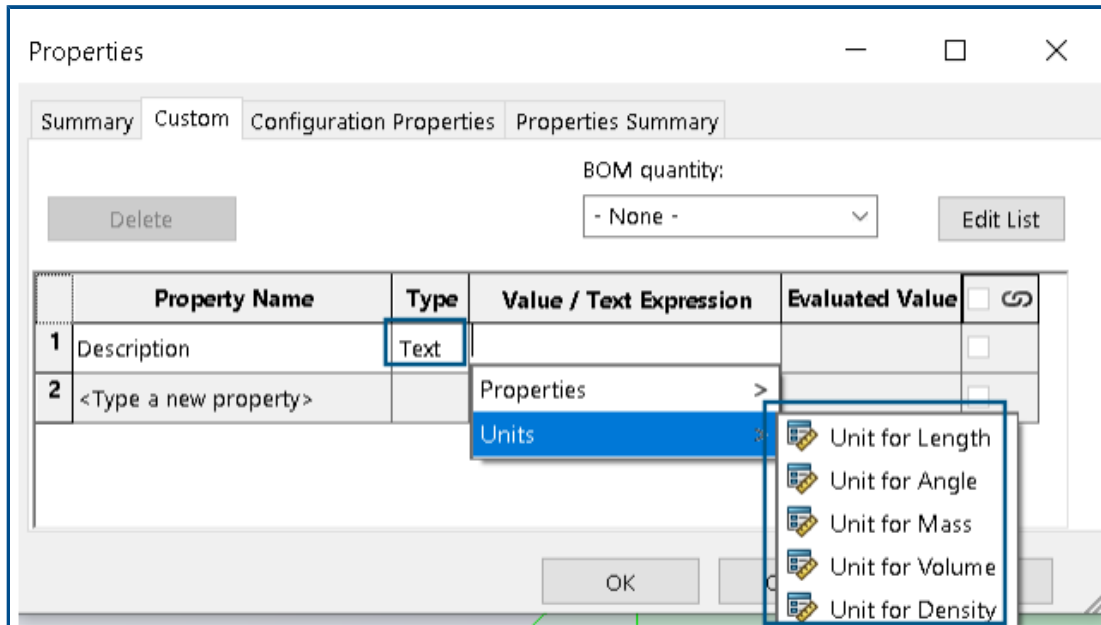 Properties
Summary Custom Configuration Properties Properties Summary
BOM quantity:
Delete - None - Edit List
Property Name Type Value / Text Expression Evaluated Value
1 Description Text
2 <Type a new property>
Properties >
Units >
Unit for Length
Unit for Angle
Unit for Mass
Unit for Volume
Unit for Density
OK